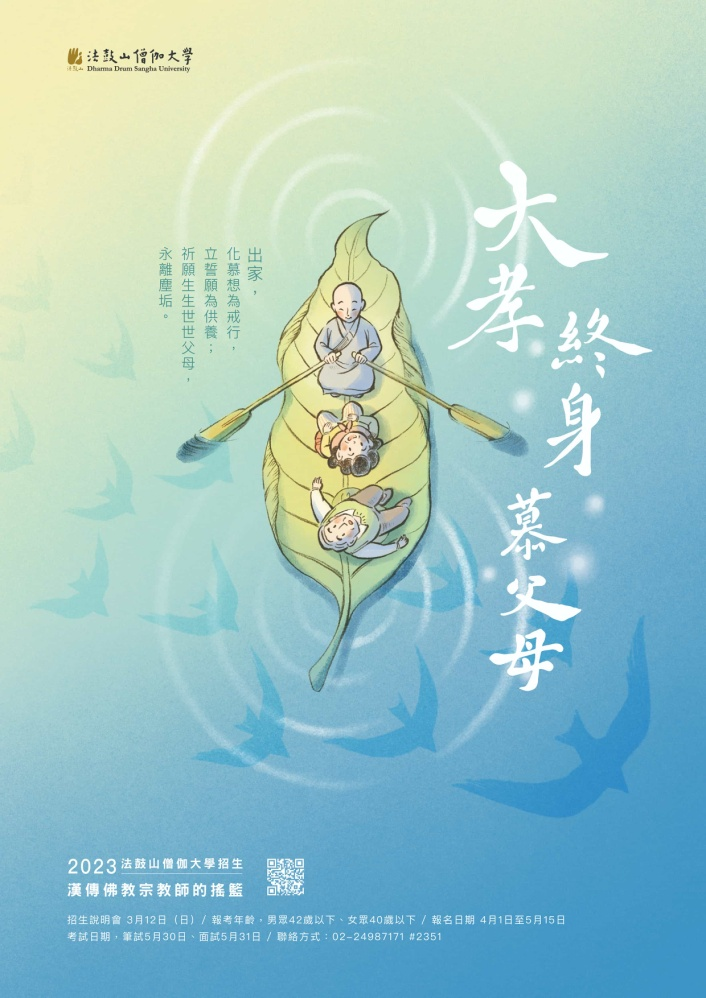 法鼓山僧伽大學
法鼓山 Dharma Drum Sangha University
大孝
終身
慕父母
出家，
化慕想為戒行，
立誓願為供養；
祈願生生世世父母，
永離塵垢。
2023 法鼓山僧伽大學招生
漢傳佛教宗教師的搖籃
招生說明會 3月12日（日）/ 報考年齡，男眾42歲以下、女眾40歲以下 / 報名日期 4月1日至5月15日
考試日期，筆試5月30日、面試5月31日 / 聯絡方式：02-24987171 #2351